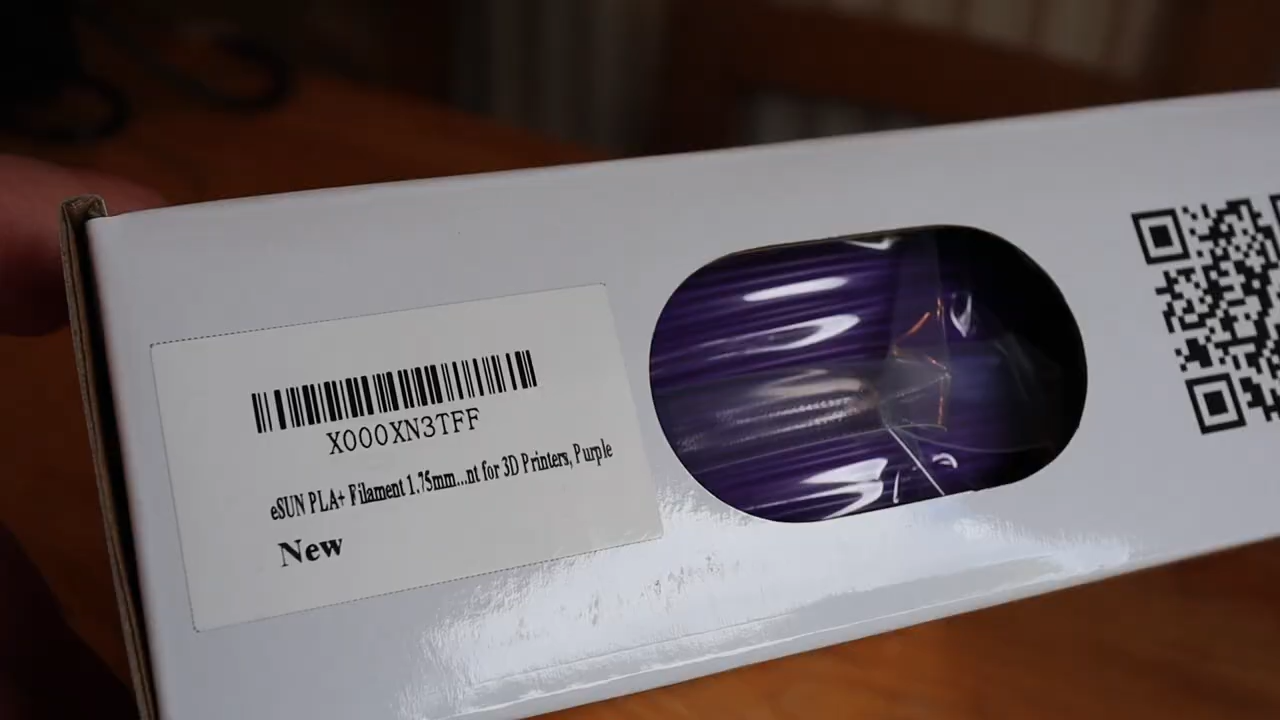 X000XN3TFF
eSUN PLA+ Filament 1.75mm...nt for 3D Printers, Purple
New